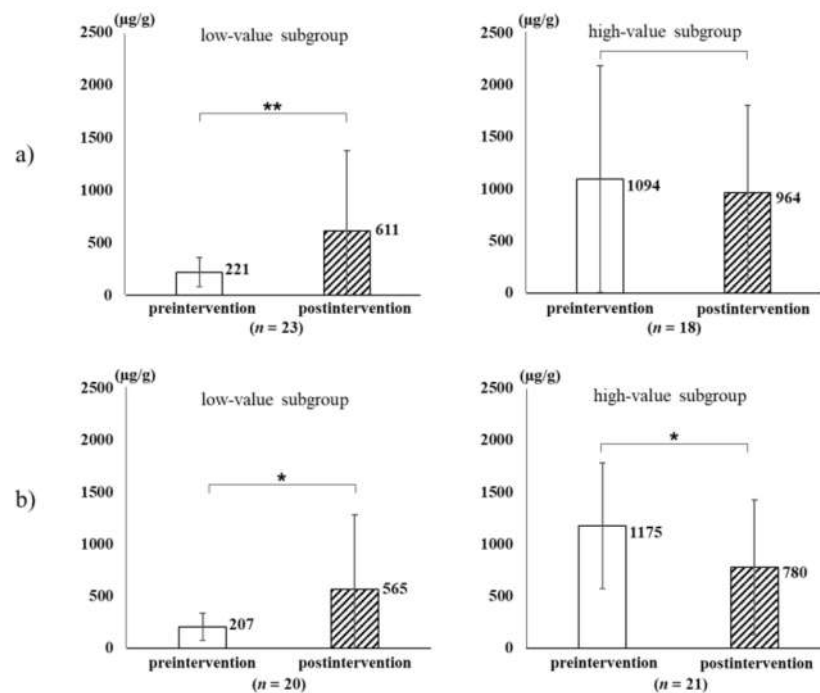 a)
(μg/g)
low-value subgroup
2500
2000
1500
1000
500
0
**
221
611
preintervention postintervention
(n = 23)
(μg/g)
high-value subgroup
2500
2000
1500
1000
500
0
1094
964
preintervention postintervention
(n = 18)
b)
(μg/g)
low-value subgroup
2500
2000
1500
1000
500
0
*
207
565
preintervention postintervention
(n = 20)
(μg/g)
high-value subgroup
2500
2000
1500
1000
500
0
*
1175
780
preintervention postintervention
(n = 21)